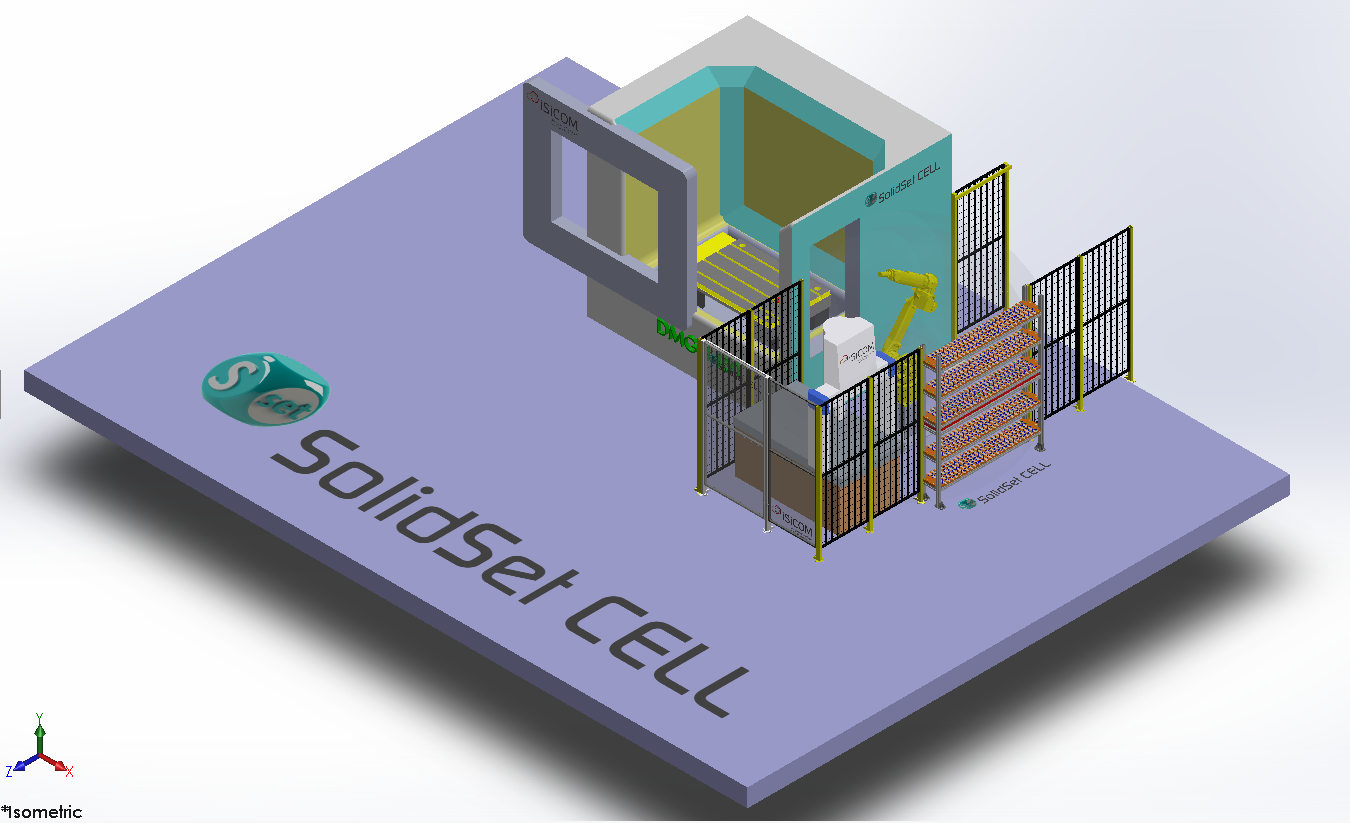 iSiCOM
SolidSet CELL
DMG
iSiCOM
iSiCOM
SolidSet CELL
S
i
set
SolidSet CELL
Y
Z
X
*Isometric